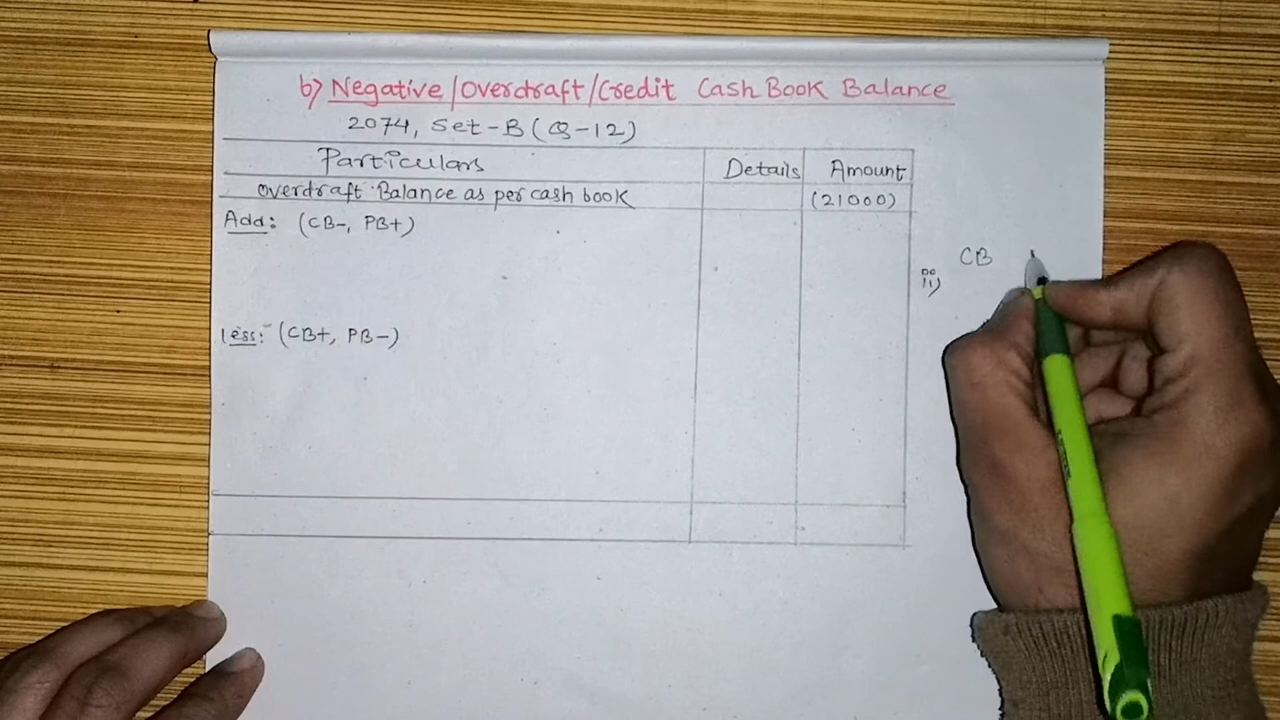 b) Negative/Overdraft/Credit Cash Book Balance
2074, Set-B (Q-12)
Particulars Details Amount
overdraft Balance as per cash book (21000)
Add: (CB-, PB+)
ii) CB
less: (CB+, PB-)